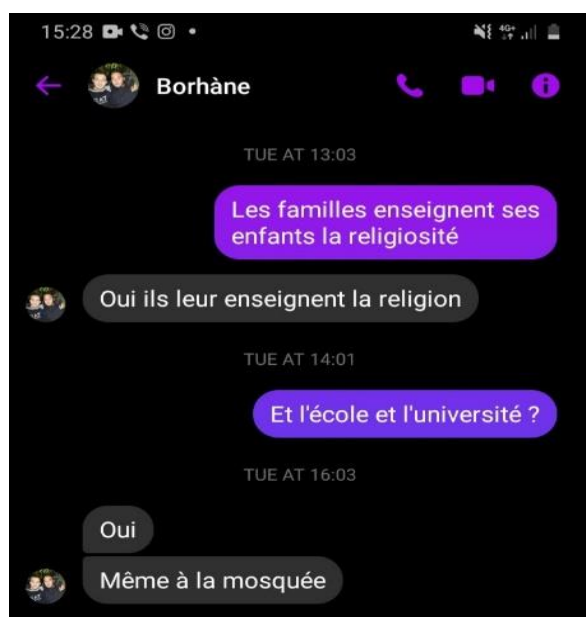 15:28
4G+
Borhàne
TUE AT 13:03
Les familles enseignent ses
enfants la religiosité
Oui ils leur enseignent la religion
TUE AT 14:01
Et l'école et l'université ?
TUE AT 16:03
Oui
Même à la mosquée